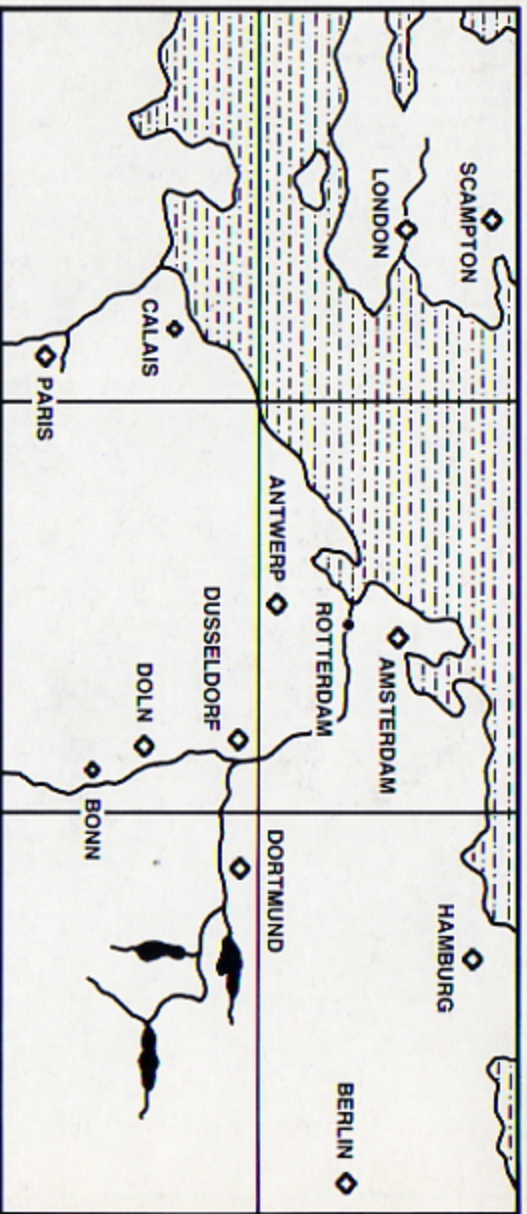 SCAMPTON
LONDON
HAMBURG
AMSTERDAM
BERLIN
ROTTERDAM
ANTWERP
DORTMUND
DUSSELDORF
CALAIS
DOLN
BONN
PARIS